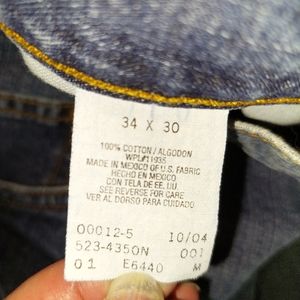 34 X 30
100% COTTON / ALGODON
WPL#11935
MADE IN MEXICO OF U.S. FABRIC
HECHO EN MEXICO
CON TELA DE EE. UU.
SEE REVERSE FOR CARE
VER AL DORSO PARA CUIDADO
00012-5 10/04
523-4350N 001
01 E6440 M